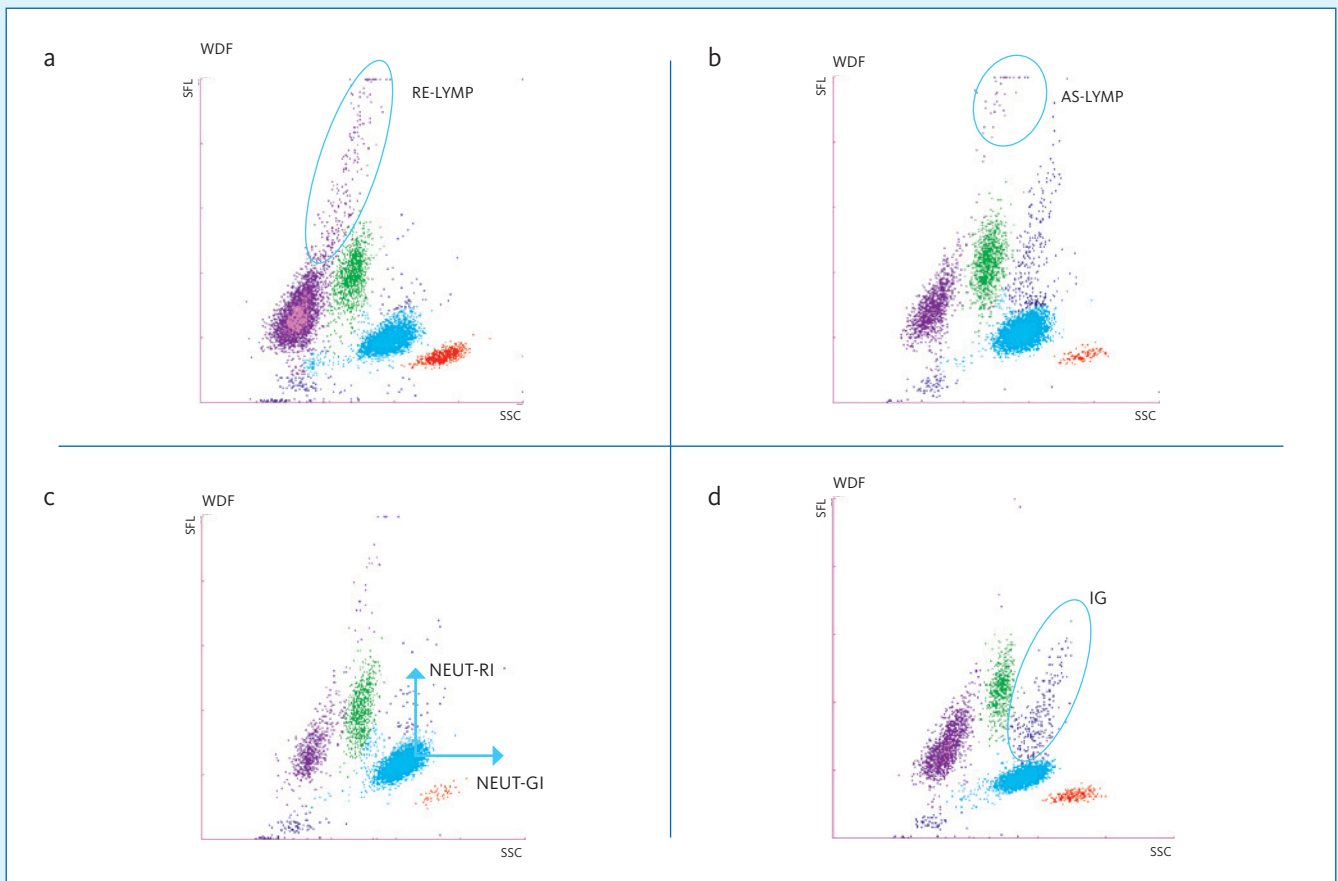 a
WDF
SFL
RE-LYMP
SSC
b
WDF
SFL
AS-LYMP
SSC
c
WDF
SFL
NEUT-RI
NEUT-GI
SSC
d
WDF
SFL
IG
SSC